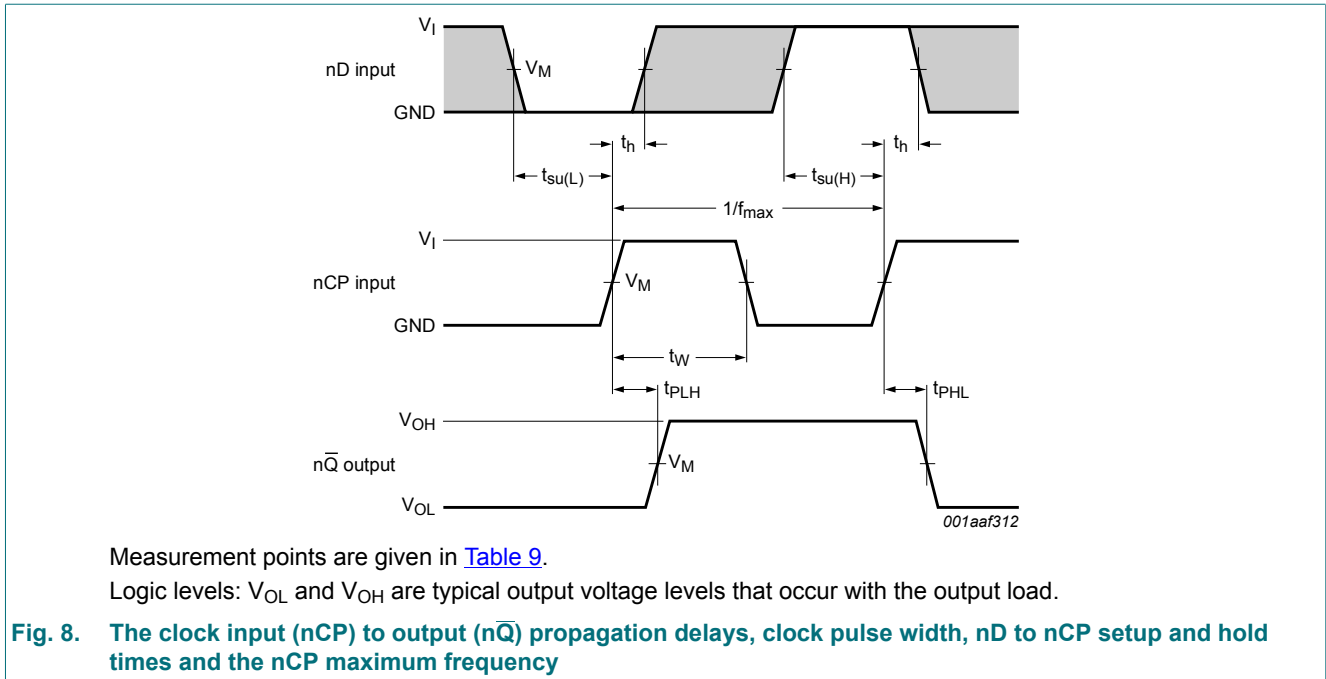 V_I
nD input
V_M
GND
t_h
t_h
t_su(L)
t_su(H)
1/f_max
V_I
nCP input
V_M
GND
t_W
t_PLH
t_PHL
V_OH
nQ̅ output
V_M
V_OL
001aaf312
Measurement points are given in Table 9.
Logic levels: V_OL and V_OH are typical output voltage levels that occur with the output load.
Fig. 8. The clock input (nCP) to output (nQ̅) propagation delays, clock pulse width, nD to nCP setup and hold
times and the nCP maximum frequency